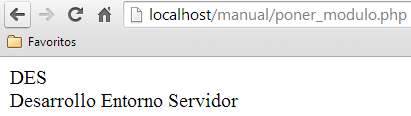 localhost/manual/poner_modulo.php
Favoritos
DES
Desarrollo Entorno Servidor